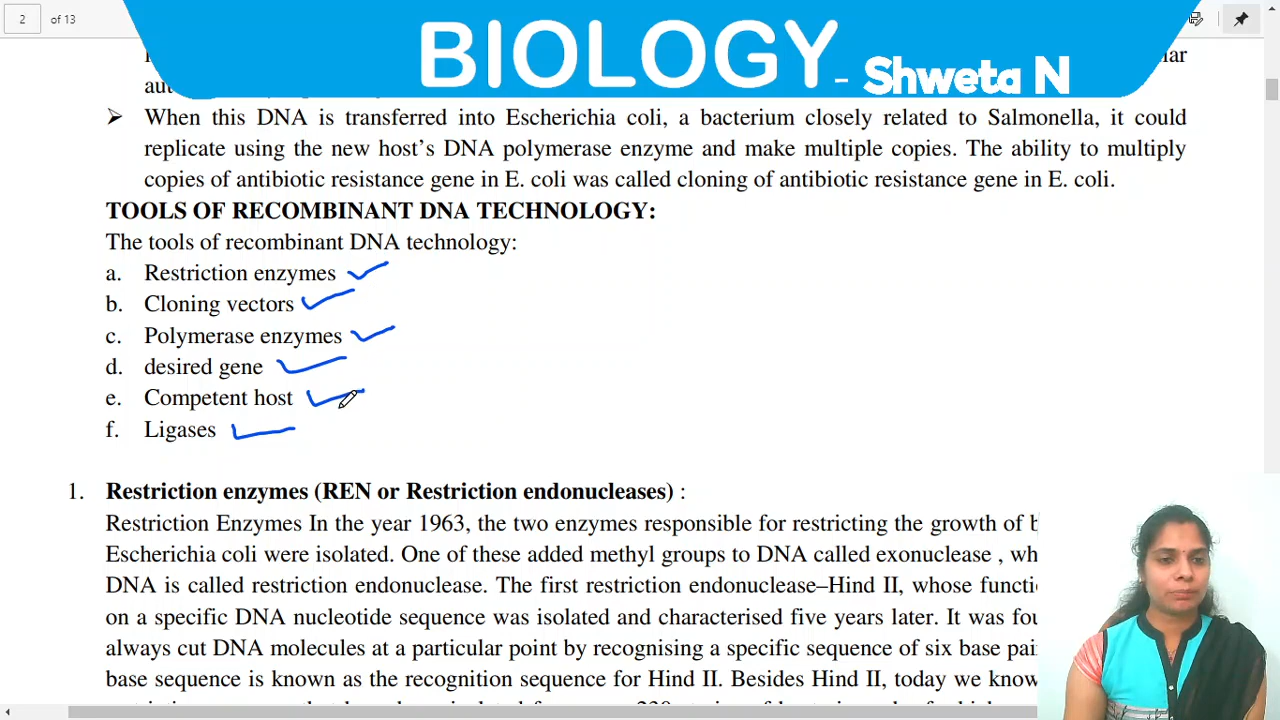 2 of 13
BIOLOGY - Shweta N
When this DNA is transferred into Escherichia coli, a bacterium closely related to Salmonella, it could
replicate using the new host's DNA polymerase enzyme and make multiple copies. The ability to multiply
copies of antibiotic resistance gene in E. coli was called cloning of antibiotic resistance gene in E. coli.
TOOLS OF RECOMBINANT DNA TECHNOLOGY:
The tools of recombinant DNA technology:
a. Restriction enzymes
b. Cloning vectors
c. Polymerase enzymes
d. desired gene
e. Competent host
f. Ligases
1. Restriction enzymes (REN or Restriction endonucleases) :
Restriction Enzymes In the year 1963, the two enzymes responsible for restricting the growth of
Escherichia coli were isolated. One of these added methyl groups to DNA called exonuclease , wh
DNA is called restriction endonuclease. The first restriction endonuclease–Hind II, whose functi
on a specific DNA nucleotide sequence was isolated and characterised five years later. It was fou
always cut DNA molecules at a particular point by recognising a specific sequence of six base pai
base sequence is known as the recognition sequence for Hind II. Besides Hind II, today we know